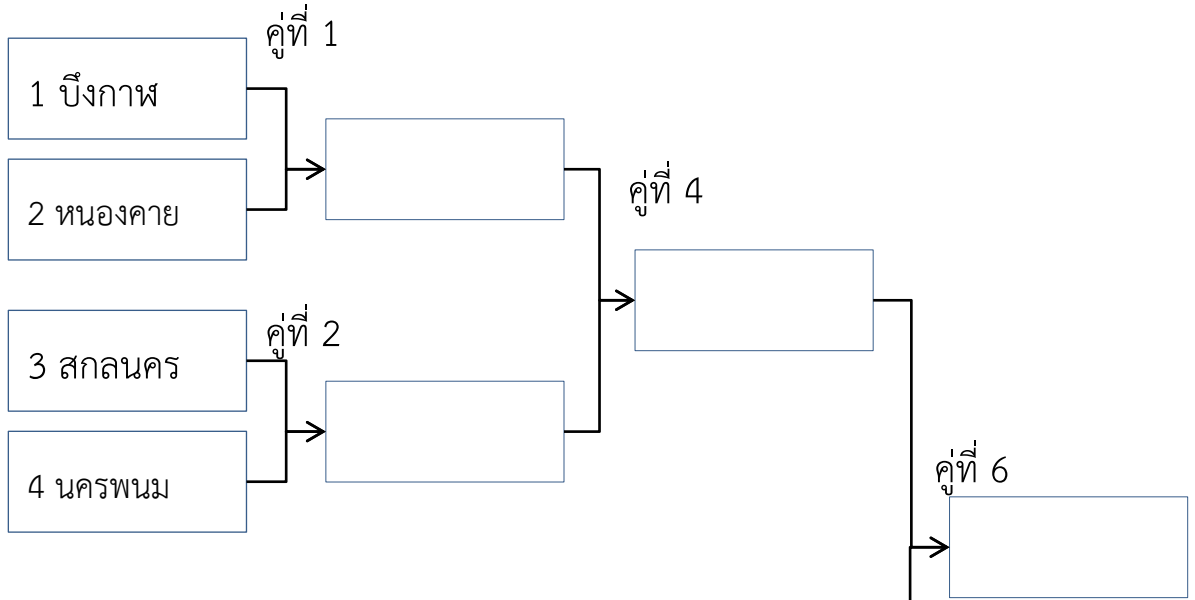 คู่ที่ 1
1 บึงกาฬ
2 หนองคาย
คู่ที่ 4
คู่ที่ 2
3 สกลนคร
4 นครพนม
คู่ที่ 6